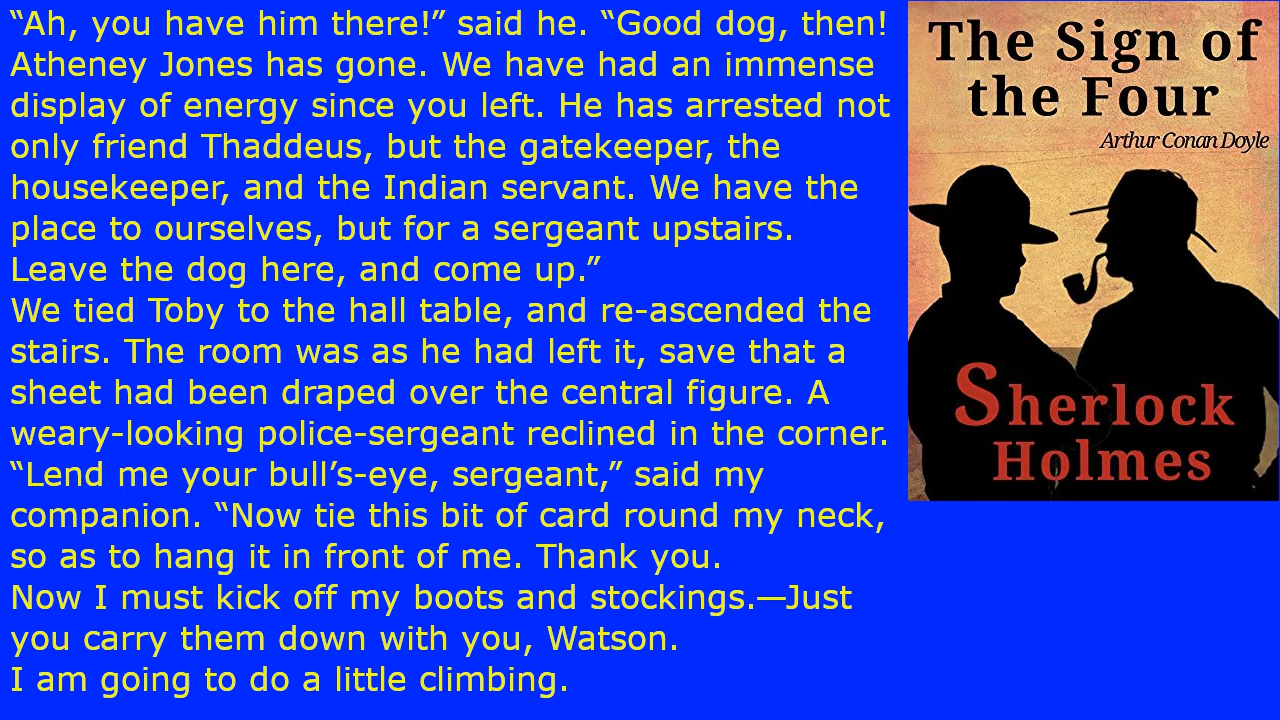 “Ah, you have him there!” said he. “Good dog, then!
Atheney Jones has gone. We have had an immense
display of energy since you left. He has arrested not
only friend Thaddeus, but the gatekeeper, the
housekeeper, and the Indian servant. We have the
place to ourselves, but for a sergeant upstairs.
Leave the dog here, and come up.”
We tied Toby to the hall table, and re-ascended the
stairs. The room was as he had left it, save that a
sheet had been draped over the central figure. A
weary-looking police-sergeant reclined in the corner.
“Lend me your bull’s-eye, sergeant,” said my
companion. “Now tie this bit of card round my neck,
so as to hang it in front of me. Thank you.
Now I must kick off my boots and stockings.—Just
you carry them down with you, Watson.
I am going to do a little climbing.
The Sign of
the Four
Arthur Conan Doyle
Sherlock
Holmes